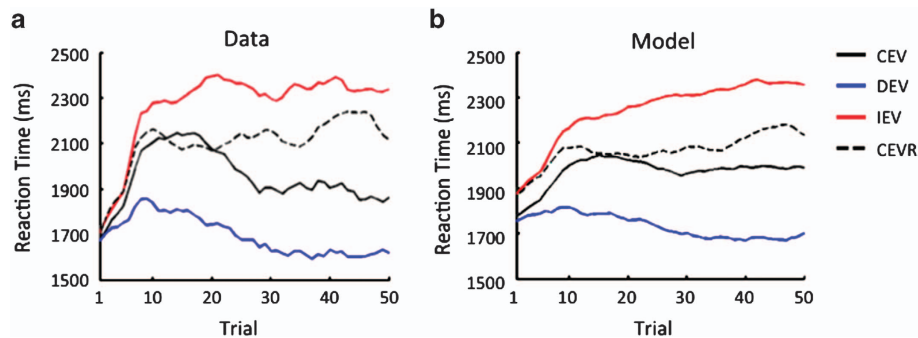 a
Data
Reaction Time (ms)
2500
2300
2100
1900
1700
1500
1 10 20 30 40 50
Trial
b
Model
Reaction Time (ms)
2500
2300
2100
1900
1700
1500
1 10 20 30 40 50
Trial
CEV
DEV
IEV
CEVR